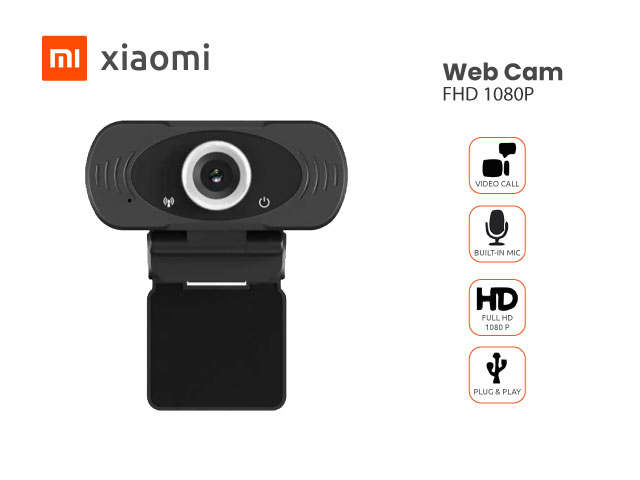 mi xiaomi
Web Cam
FHD 1080P
VIDEO CALL
BUILT-IN MIC
HD
FULL HD
1080 P
PLUG & PLAY